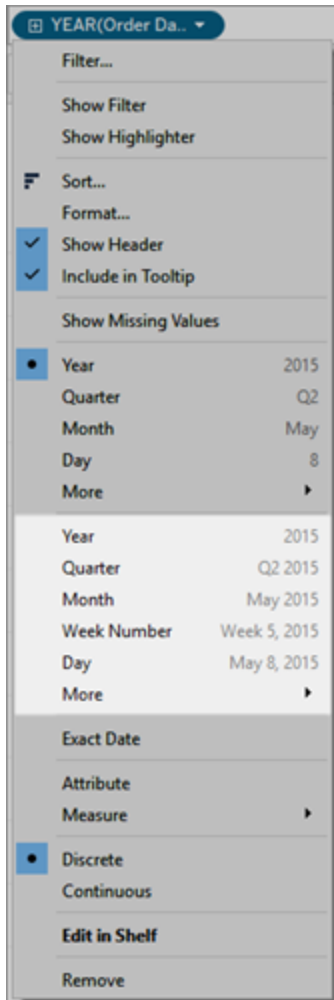 YEAR(Order Da..
Filter...
Show Filter
Show Highlighter
Sort...
Format...
Show Header
Include in Tooltip
Show Missing Values
Year 2015
Quarter Q2
Month May
Day 8
More
Year 2015
Quarter Q2 2015
Month May 2015
Week Number Week 5, 2015
Day May 8, 2015
More
Exact Date
Attribute
Measure
Discrete
Continuous
Edit in Shelf
Remove